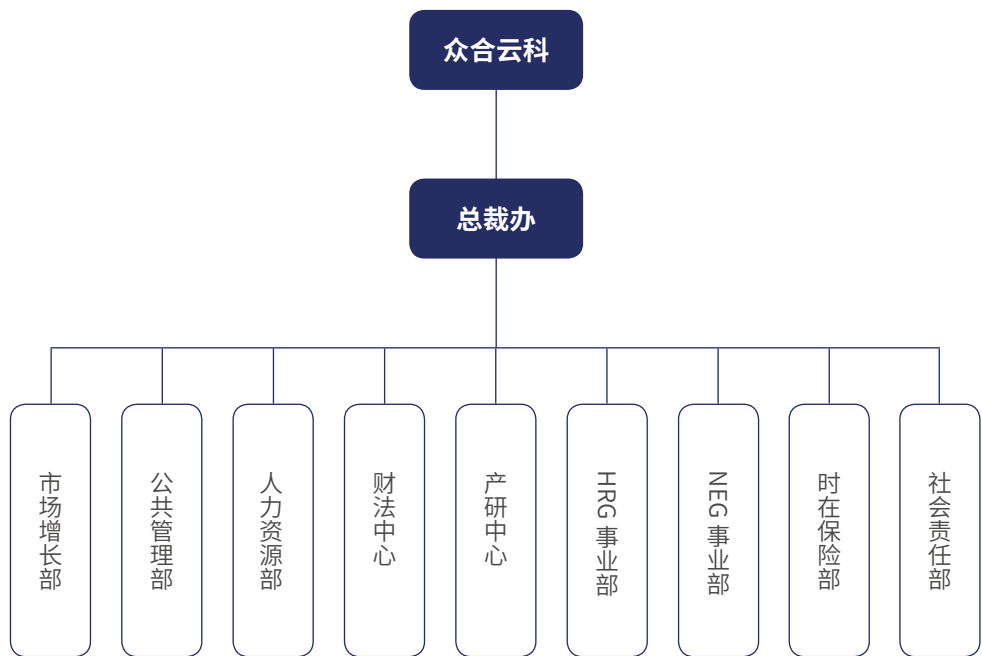 众合云科
总裁办
市场增长部
公共管理部
人力资源部
财法中心
产研中心
HRG 事业部
NEG 事业部
时在保险部
社会责任部